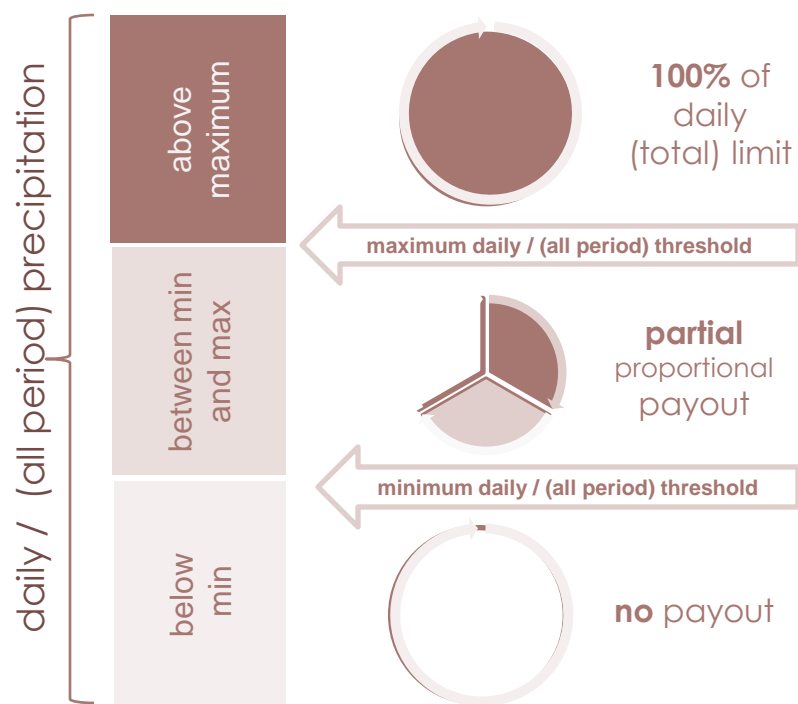 daily / (all period) precipitation
above
maximum
100% of
daily
(total) limit
maximum daily / (all period) threshold
between min
and max
partial
proportional
payout
minimum daily / (all period) threshold
below
min
no payout